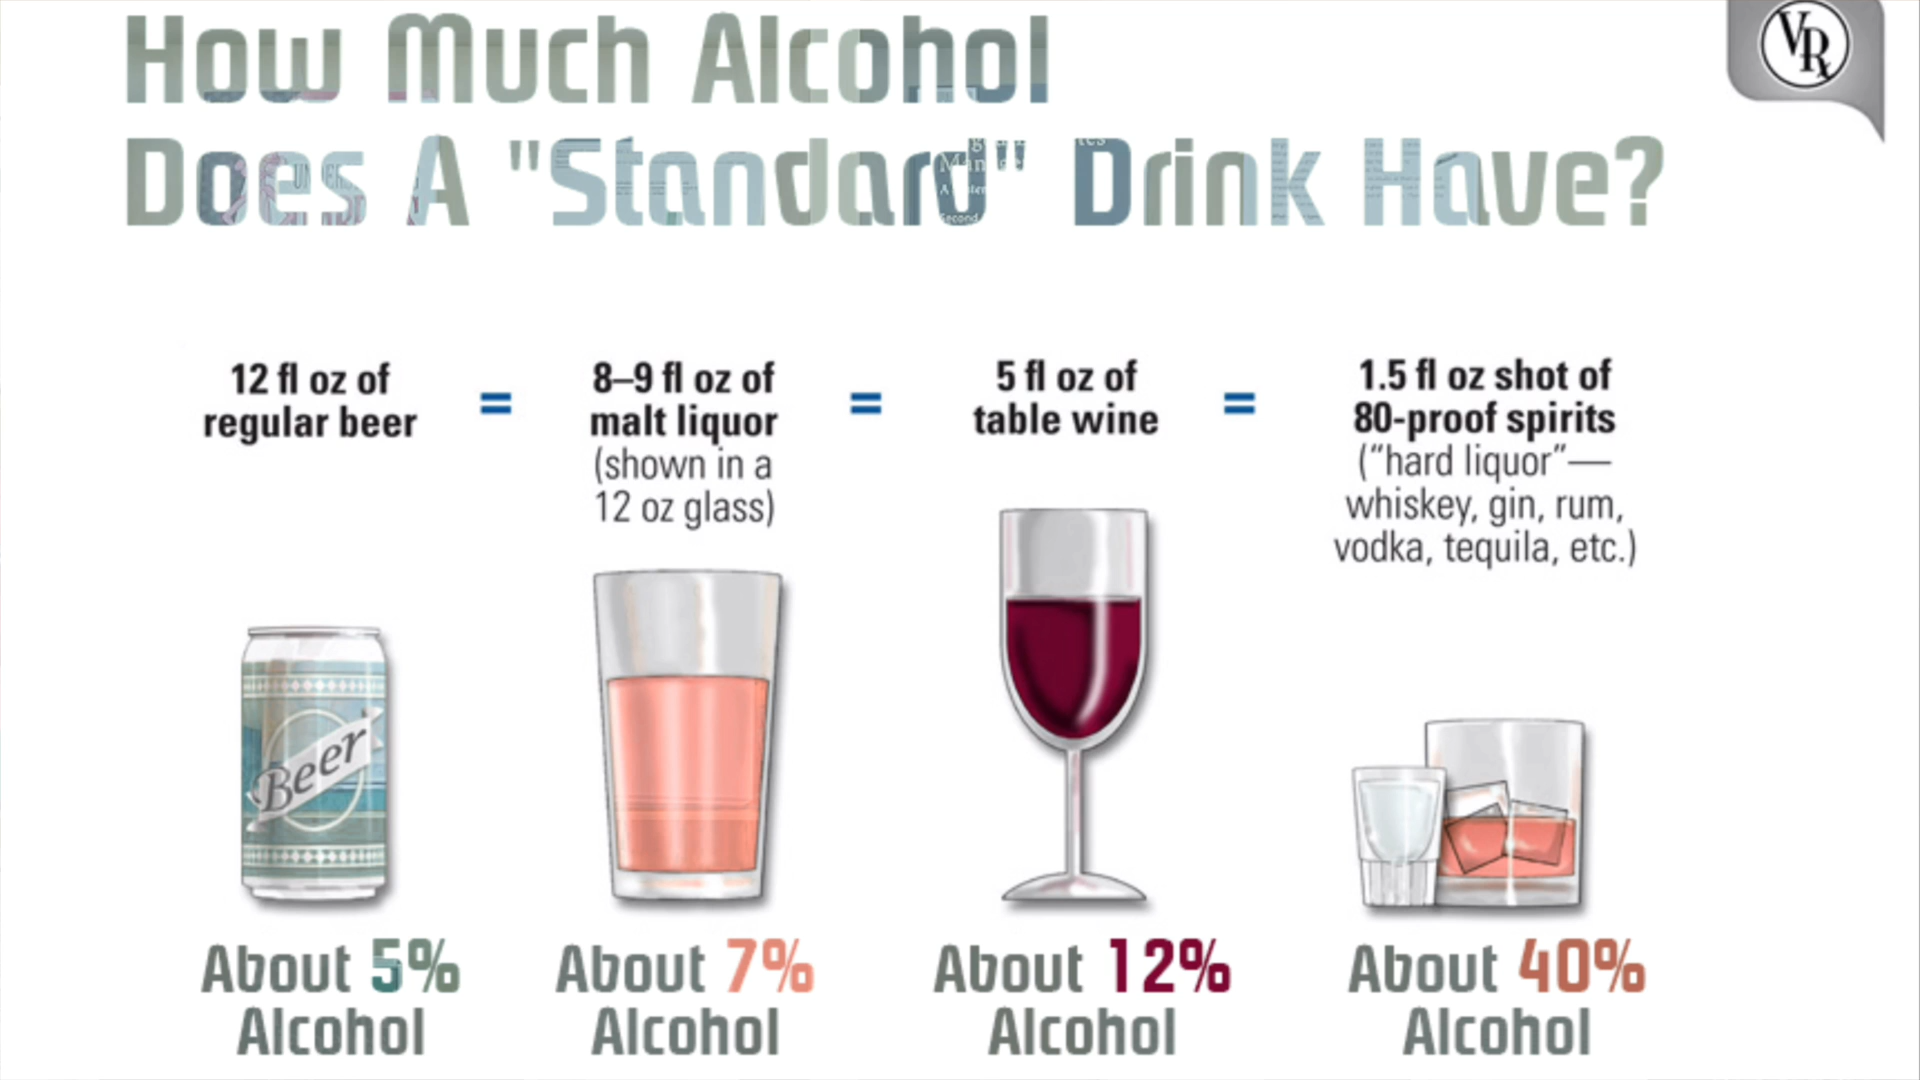 How Much Alcohol
Does A "Standard" Drink Have?
VR
12 fl oz of
regular beer
=
8–9 fl oz of
malt liquor
(shown in a
12 oz glass)
=
5 fl oz of
table wine
=
1.5 fl oz shot of
80-proof spirits
(“hard liquor”—
whiskey, gin, rum,
vodka, tequila, etc.)
Beer
About 5%
Alcohol
About 7%
Alcohol
About 12%
Alcohol
About 40%
Alcohol